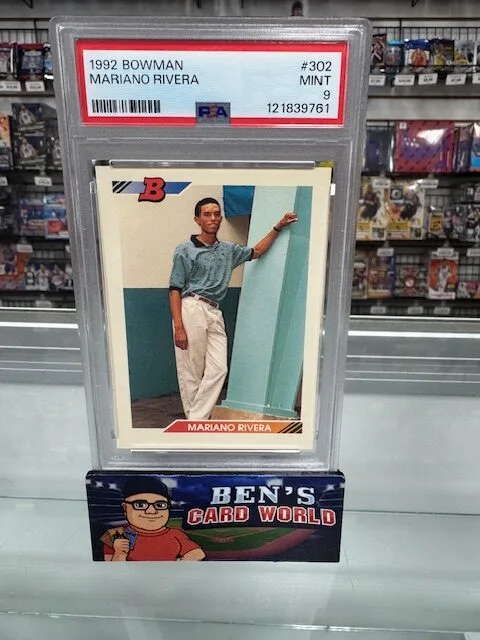 1992 BOWMAN #302
MARIANO RIVERA MINT
9
PSA 121839761
B
MARIANO RIVERA
BEN'S
CARD WORLD